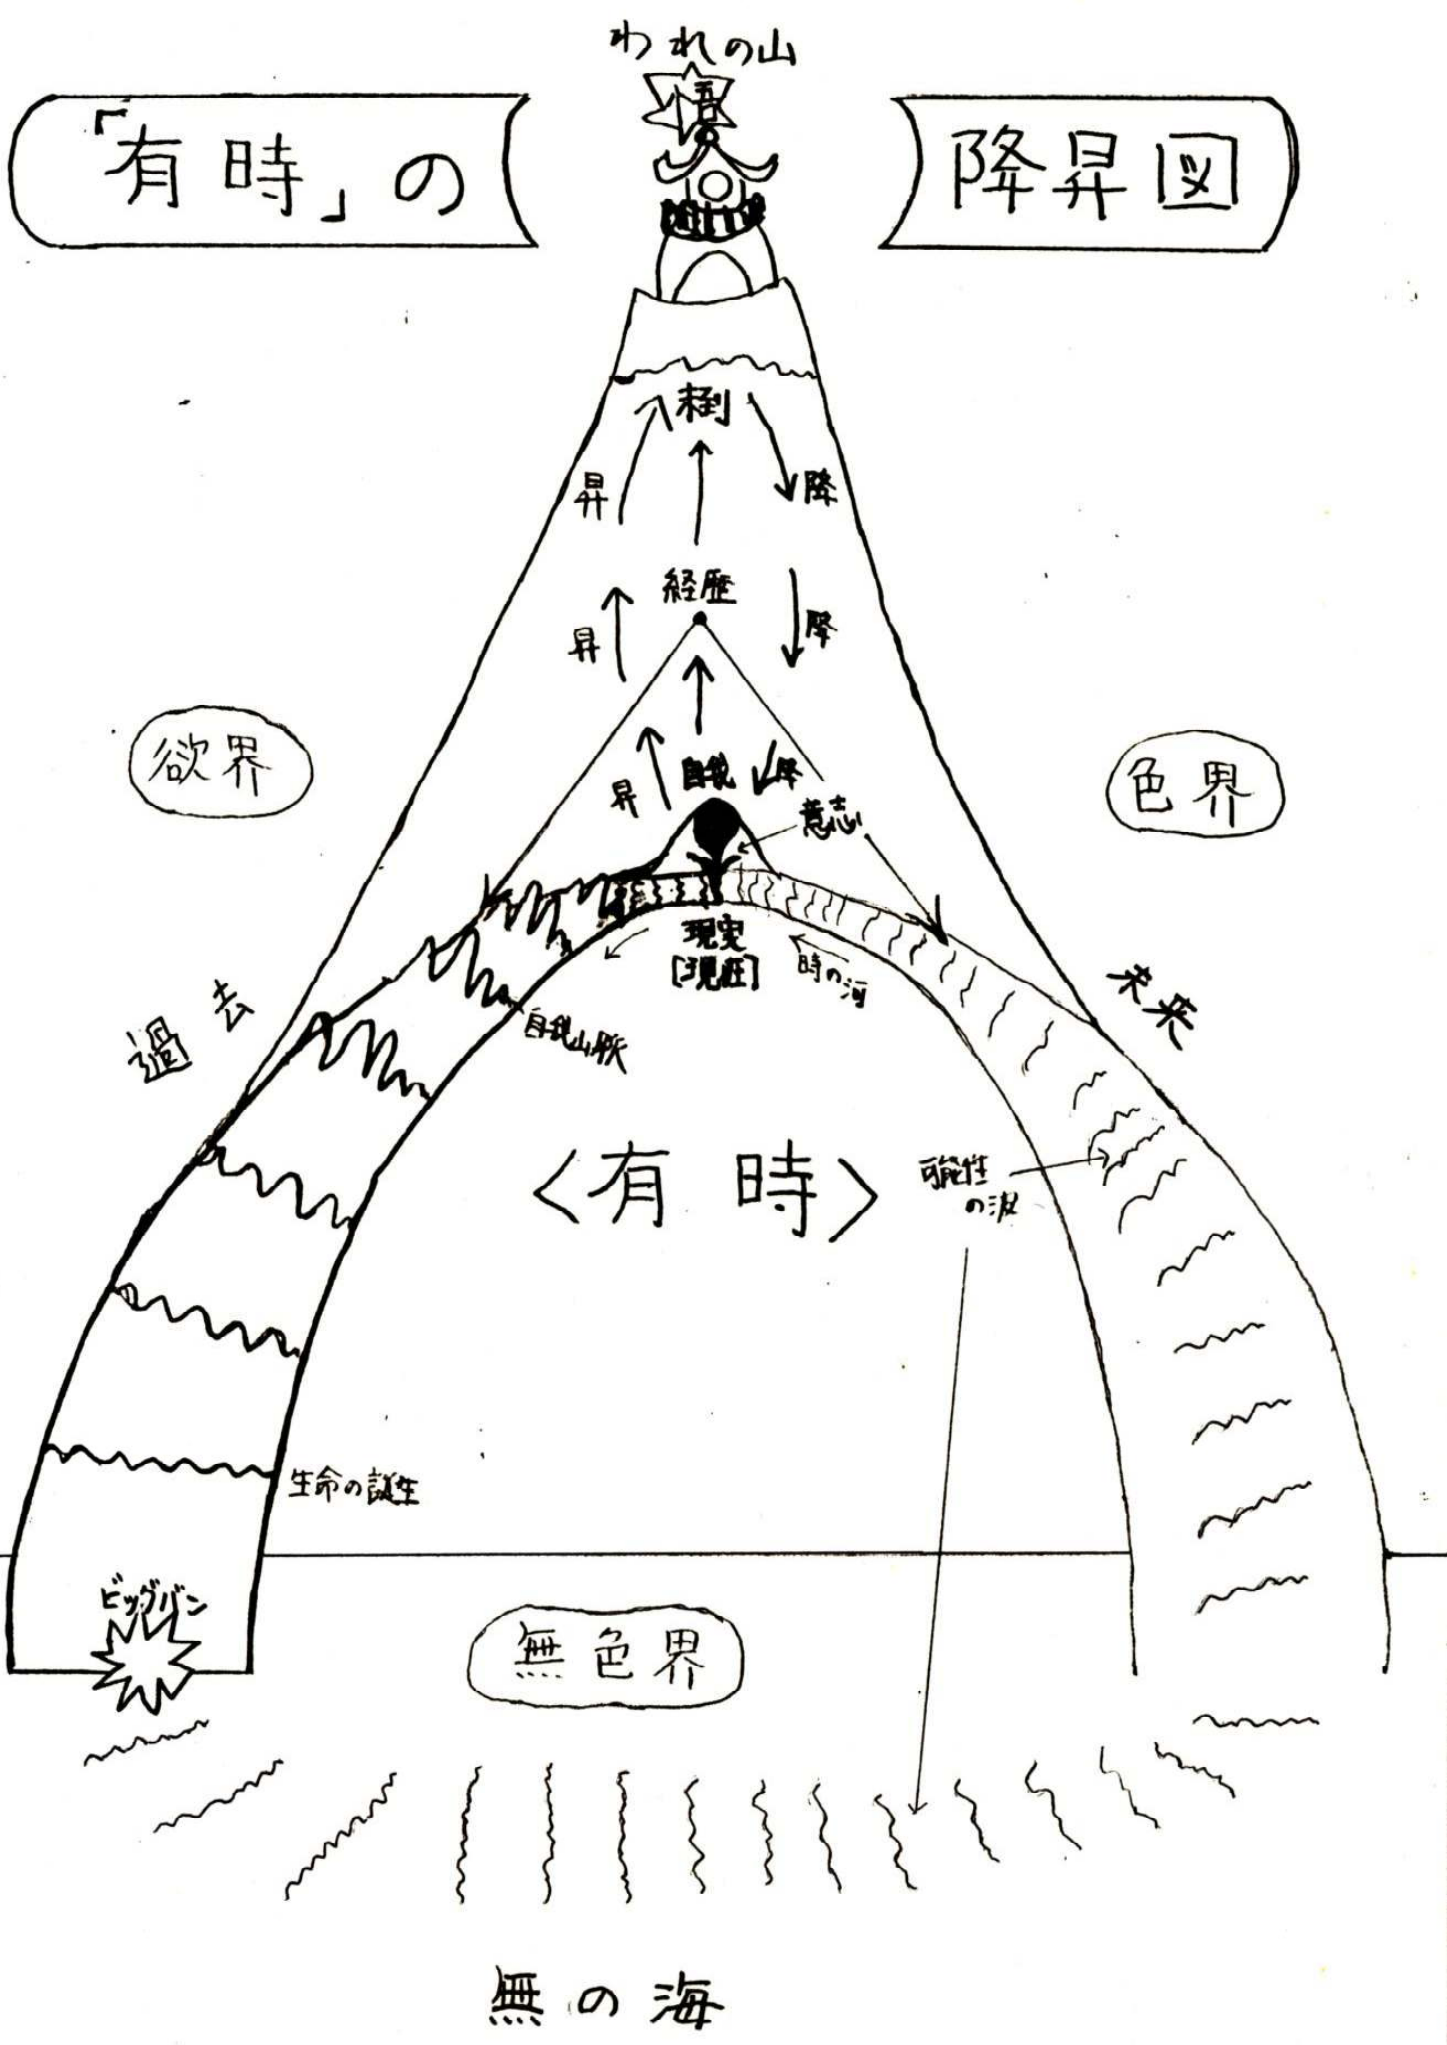 われの山
悟
「有時」の
降昇図
昇
降
経歴
昇
降
欲界
色界
昇
自我
降
意志
現実
[現在]
時の河
過去
未来
自我山脈
<有時>
可能性
の波
生命の誕生
ビッグバン
無色界
無の海